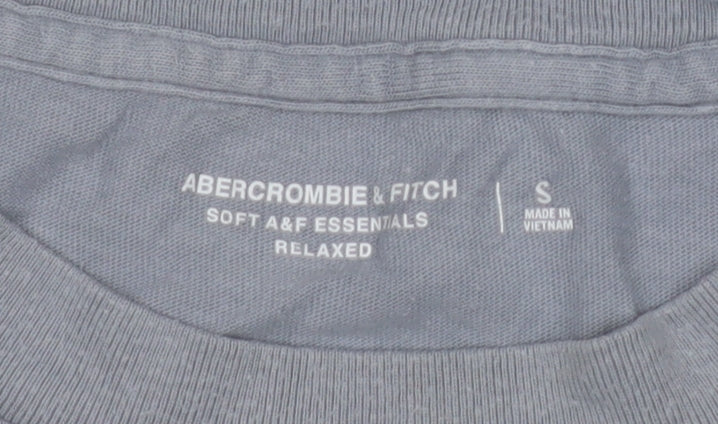 ABERCROMBIE & FITCH
SOFT A&F ESSENTIALS
RELAXED
S
MADE IN
VIETNAM